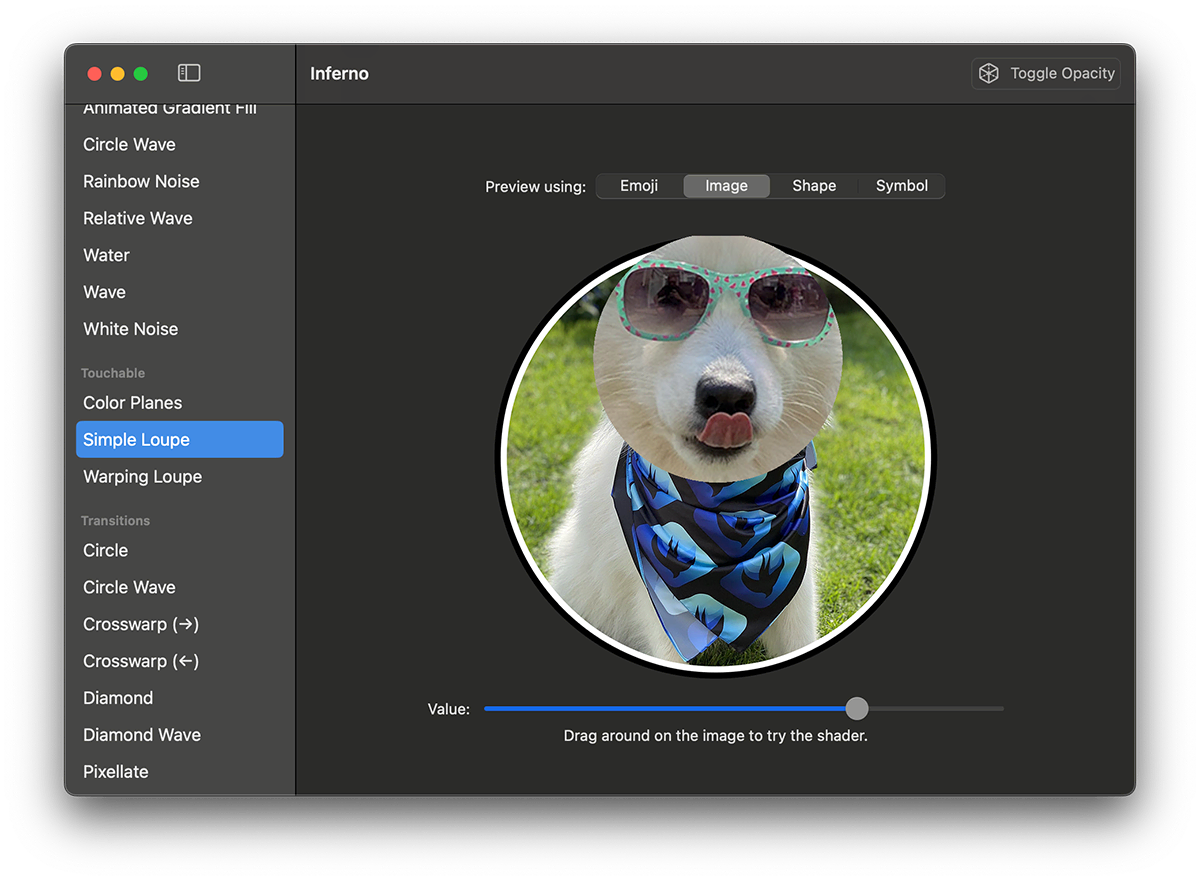 Inferno
Toggle Opacity
Animated Gradient Fill
Circle Wave
Rainbow Noise
Relative Wave
Water
Wave
White Noise
Touchable
Color Planes
Simple Loupe
Warping Loupe
Transitions
Circle
Circle Wave
Crosswarp (→)
Crosswarp (←)
Diamond
Diamond Wave
Pixellate
Preview using: Emoji Image Shape Symbol
Value:
Drag around on the image to try the shader.